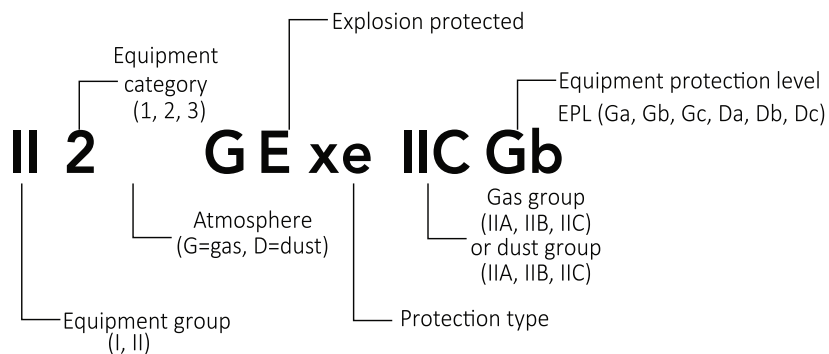 Explosion protected
Equipment
category
(1, 2, 3)
Equipment protection level
EPL (Ga, Gb, Gc, Da, Db, Dc)
II 2 G E xe IIC Gb
Atmosphere
(G=gas, D=dust)
Gas group
(IIA, IIB, IIC)
or dust group
(IIA, IIB, IIC)
Equipment group
(I, II)
Protection type